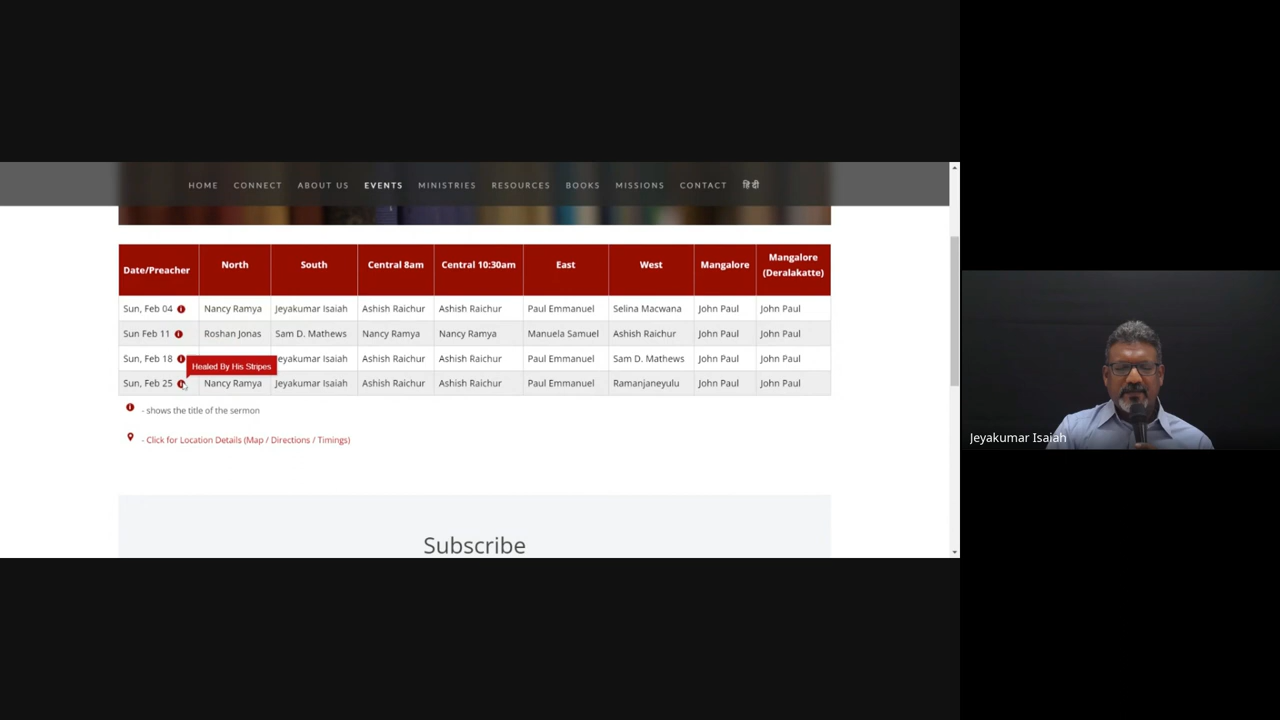 HOME CONNECT ABOUT US EVENTS MINISTRIES RESOURCES BOOKS MISSIONS CONTACT हिंदी
Date/Preacher North South Central 8am Central 10:30am East West Mangalore Mangalore (Deralakatte)
Sun, Feb 04 Nancy Ramya Jeyakumar Isaiah Ashish Raichur Ashish Raichur Paul Emmanuel Selina Macwana John Paul John Paul
Sun Feb 11 Roshan Jonas Sam D. Mathews Nancy Ramya Nancy Ramya Manuela Samuel Ashish Raichur John Paul John Paul
Sun, Feb 18 eyakumar Isaiah Ashish Raichur Ashish Raichur Paul Emmanuel Sam D. Mathews John Paul John Paul
Healed By His Stripes
Sun, Feb 25 Nancy Ramya Jeyakumar Isaiah Ashish Raichur Ashish Raichur Paul Emmanuel Ramanjaneyulu John Paul John Paul
- shows the title of the sermon
- Click for Location Details (Map / Directions / Timings)
Subscribe
Jeyakumar Isaiah